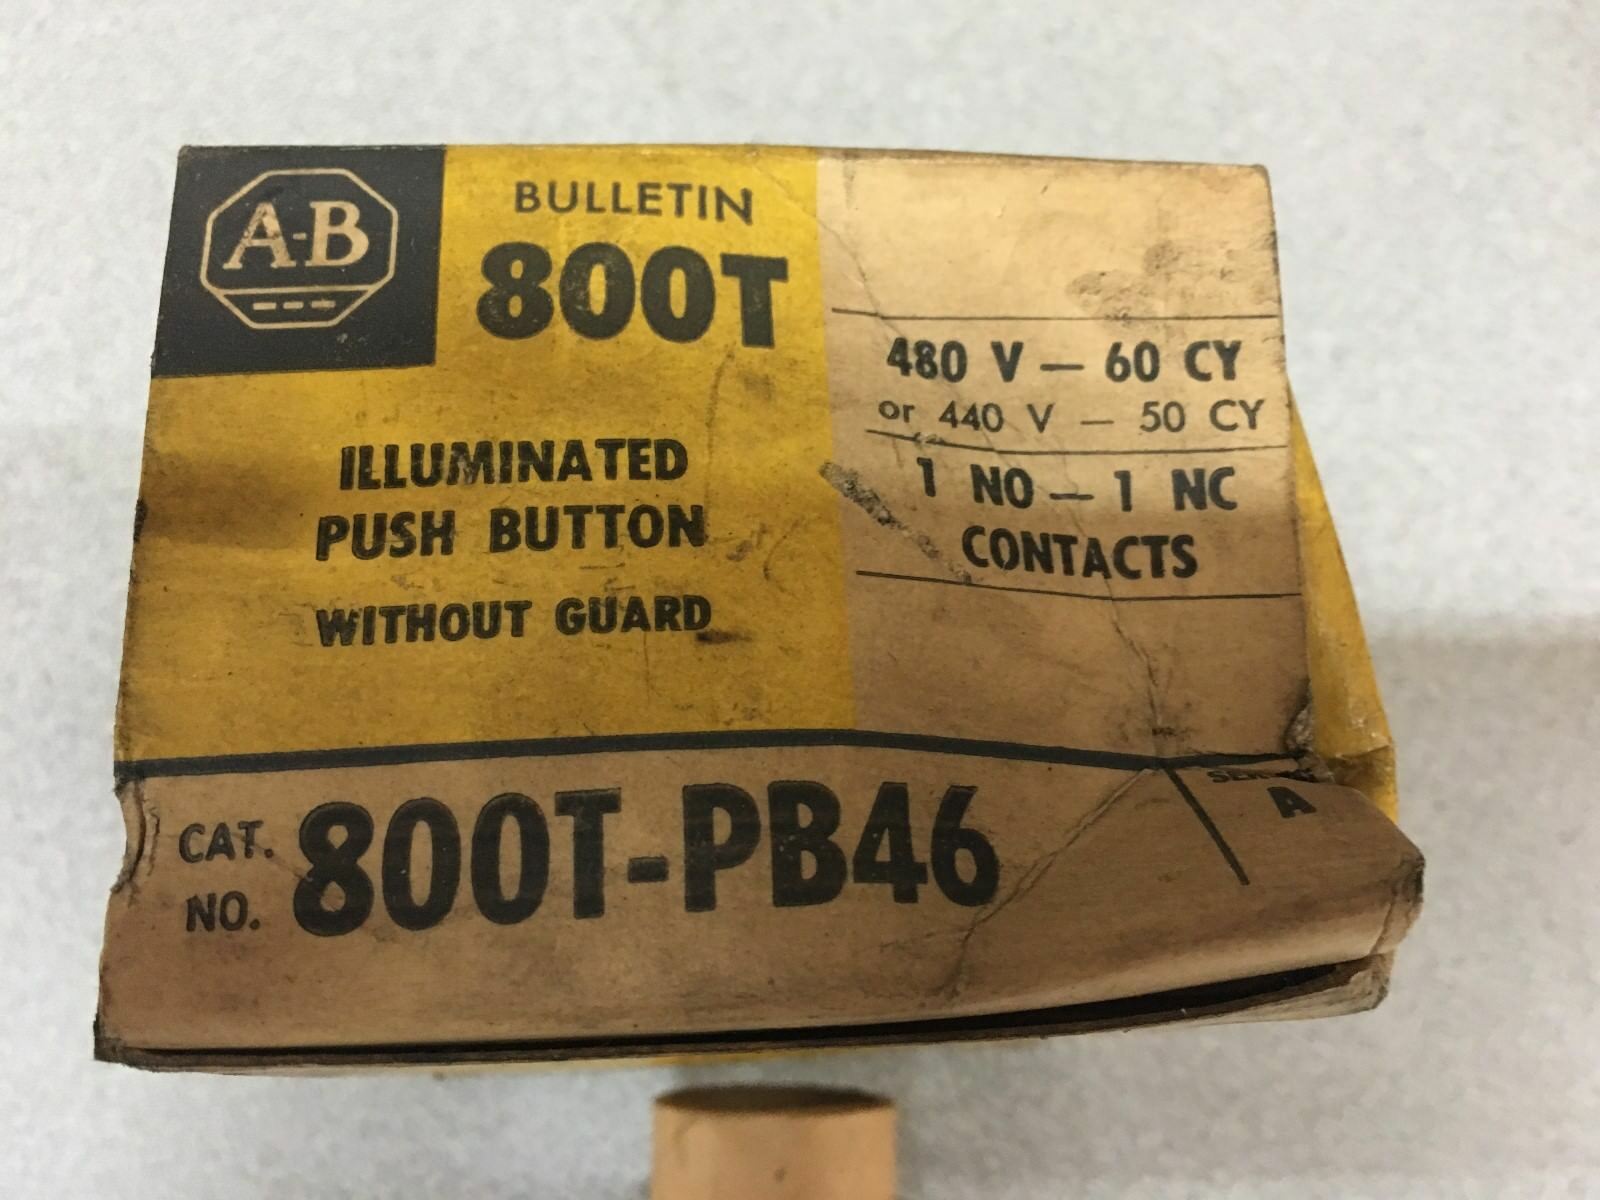 A-B
BULLETIN
800T
ILLUMINATED
PUSH BUTTON
WITHOUT GUARD
480 V — 60 CY
or 440 V — 50 CY
1 NO — 1 NC
CONTACTS
CAT.
NO.
800T-PB46
A